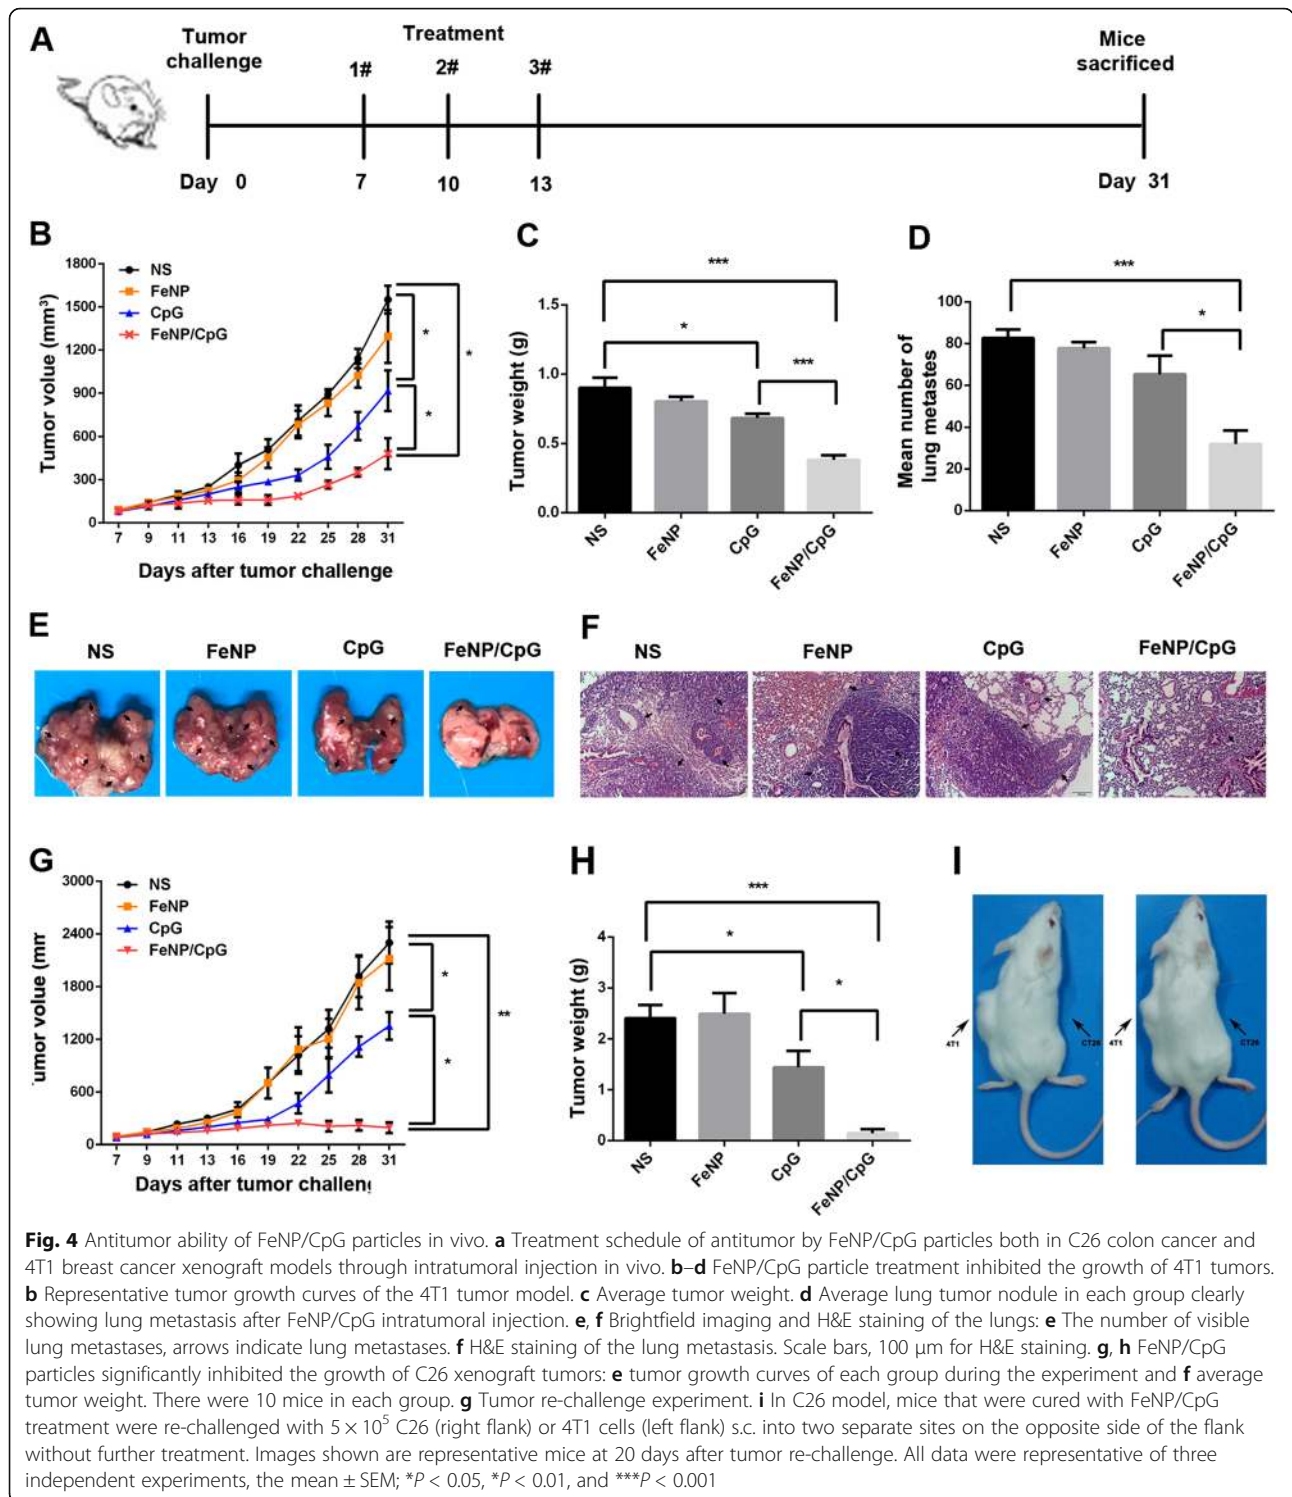 A
Tumor
challenge
Treatment
Mice
sacrificed
1#
2#
3#
Day 0
7
10
13
Day 31
B
Tumor volue (mm³)
1800
1500
1200
900
600
300
0
NS
FeNP
CpG
FeNP/CpG
*
*
*
7 9 11 13 16 19 22 25 28 31
Days after tumor challenge
C
Tumor weight (g)
1.5
1.0
0.5
0.0
***
*
***
NS
FeNP
CpG
FeNP/CpG
D
Mean number of
lung metastes
100
80
60
40
20
0
***
*
NS
FeNP
CpG
FeNP/CpG
E
NS
FeNP
CpG
FeNP/CpG
F
NS
FeNP
CpG
FeNP/CpG
G
umor volue (mm
3000
2400
1800
1200
600
0
NS
FeNP
CpG
FeNP/CpG
*
*
**
7 9 11 13 16 19 22 25 28 31
Days after tumor challeng
H
Tumor weight (g)
4
3
2
1
0
***
*
*
NS
FeNP
CpG
FeNP/CpG
I
4T1
CT26
4T1
CT26
Fig. 4 Antitumor ability of FeNP/CpG particles in vivo. a Treatment schedule of antitumor by FeNP/CpG particles both in C26 colon cancer and
4T1 breast cancer xenograft models through intratumoral injection in vivo. b–d FeNP/CpG particle treatment inhibited the growth of 4T1 tumors.
b Representative tumor growth curves of the 4T1 tumor model. c Average tumor weight. d Average lung tumor nodule in each group clearly
showing lung metastasis after FeNP/CpG intratumoral injection. e, f Brightfield imaging and H&E staining of the lungs: e The number of visible
lung metastases, arrows indicate lung metastases. f H&E staining of the lung metastasis. Scale bars, 100 μm for H&E staining. g, h FeNP/CpG
particles significantly inhibited the growth of C26 xenograft tumors: e tumor growth curves of each group during the experiment and f average
tumor weight. There were 10 mice in each group. g Tumor re-challenge experiment. i In C26 model, mice that were cured with FeNP/CpG
treatment were re-challenged with 5 × 10⁵ C26 (right flank) or 4T1 cells (left flank) s.c. into two separate sites on the opposite side of the flank
without further treatment. Images shown are representative mice at 20 days after tumor re-challenge. All data were representative of three
independent experiments, the mean ± SEM; *P < 0.05, *P < 0.01, and ***P < 0.001